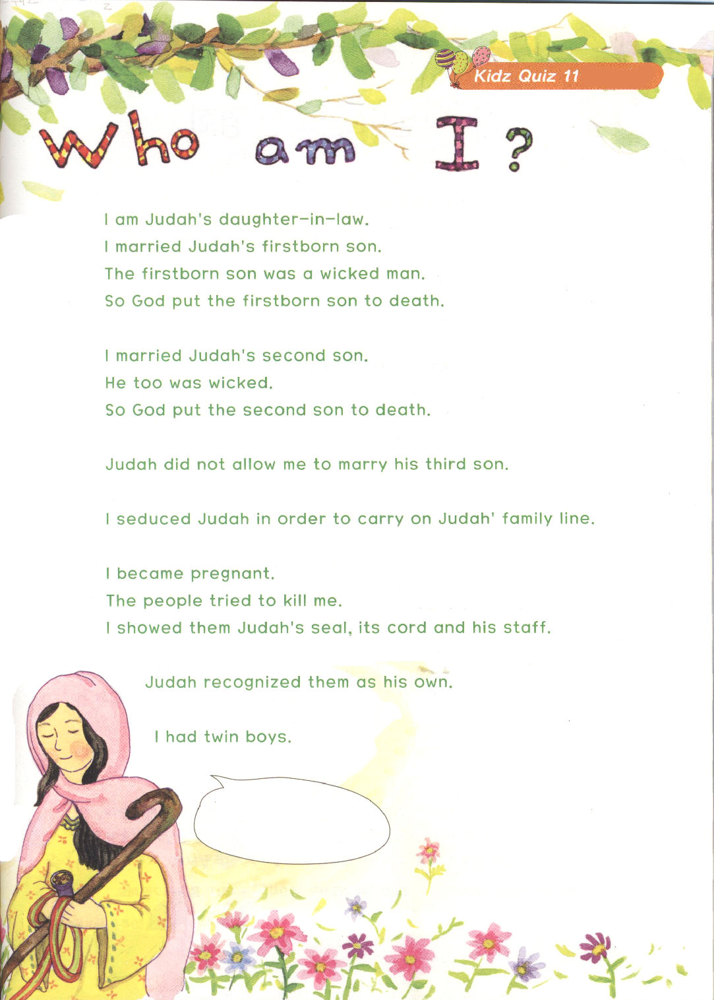 Kidz Quiz 11
Who am I?
I am Judah's daughter-in-law.
I married Judah's firstborn son.
The firstborn son was a wicked man.
So God put the firstborn son to death.
I married Judah's second son.
He too was wicked.
So God put the second son to death.
Judah did not allow me to marry his third son.
I seduced Judah in order to carry on Judah' family line.
I became pregnant.
The people tried to kill me.
I showed them Judah's seal, its cord and his staff.
Judah recognized them as his own.
I had twin boys.